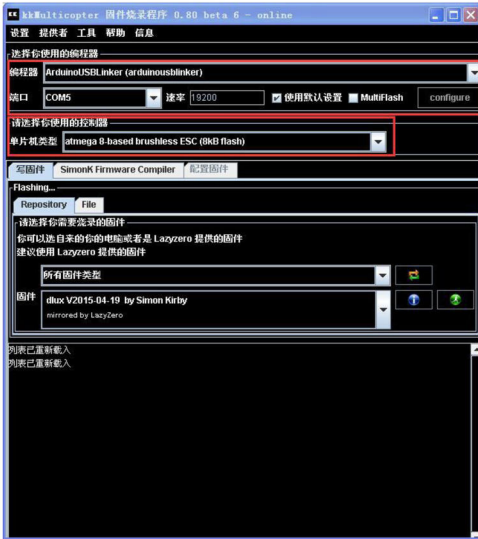 kkMulticopter 固件烧录程序 0.80 beta 6 - online
设置 提供者 工具 帮助 信息
选择你使用的编程器
编程器 ArduinoUSBLinker (arduinousblinker)
端口 COM5 速率 19200 使用默认设置 MultiFlash configure
请选择你使用的控制器
单片机类型 atmega 8-based brushless ESC (8kB flash)
写固件 SimonK Firmware Compiler 配置固件
Flashing...
Repository File
请选择你需要烧录的固件
你可以选自来的你的电脑或者是 Lazyzero 提供的固件
建议使用 Lazyzero 提供的固件
所有固件类型
固件 dlux V2015-04-19 by Simon Kirby
mirrored by LazyZero
列表已重新载入
列表已重新载入